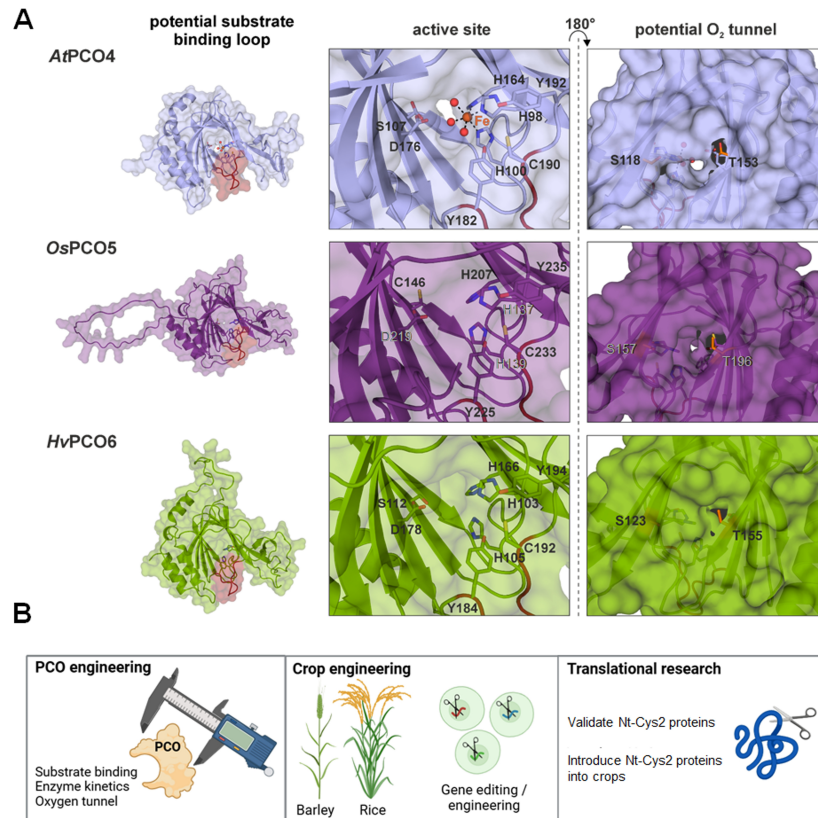 A
potential substrate
binding loop
active site
180°
potential O₂ tunnel
AtPCO4
H164
Y192
S107
Fe
H98
D176
H100
C190
Y182
S118
T153
OsPCO5
H207
Y235
C146
H137
D219
H139
C233
Y225
S157
T196
HvPCO6
H166
Y194
S112
H103
D178
H105
C192
Y184
S123
T155
B
PCO engineering
PCO
Substrate binding
Enzyme kinetics
Oxygen tunnel
Crop engineering
Barley
Rice
Gene editing /
engineering
Translational research
Validate Nt-Cys2 proteins
Introduce Nt-Cys2 proteins
into crops